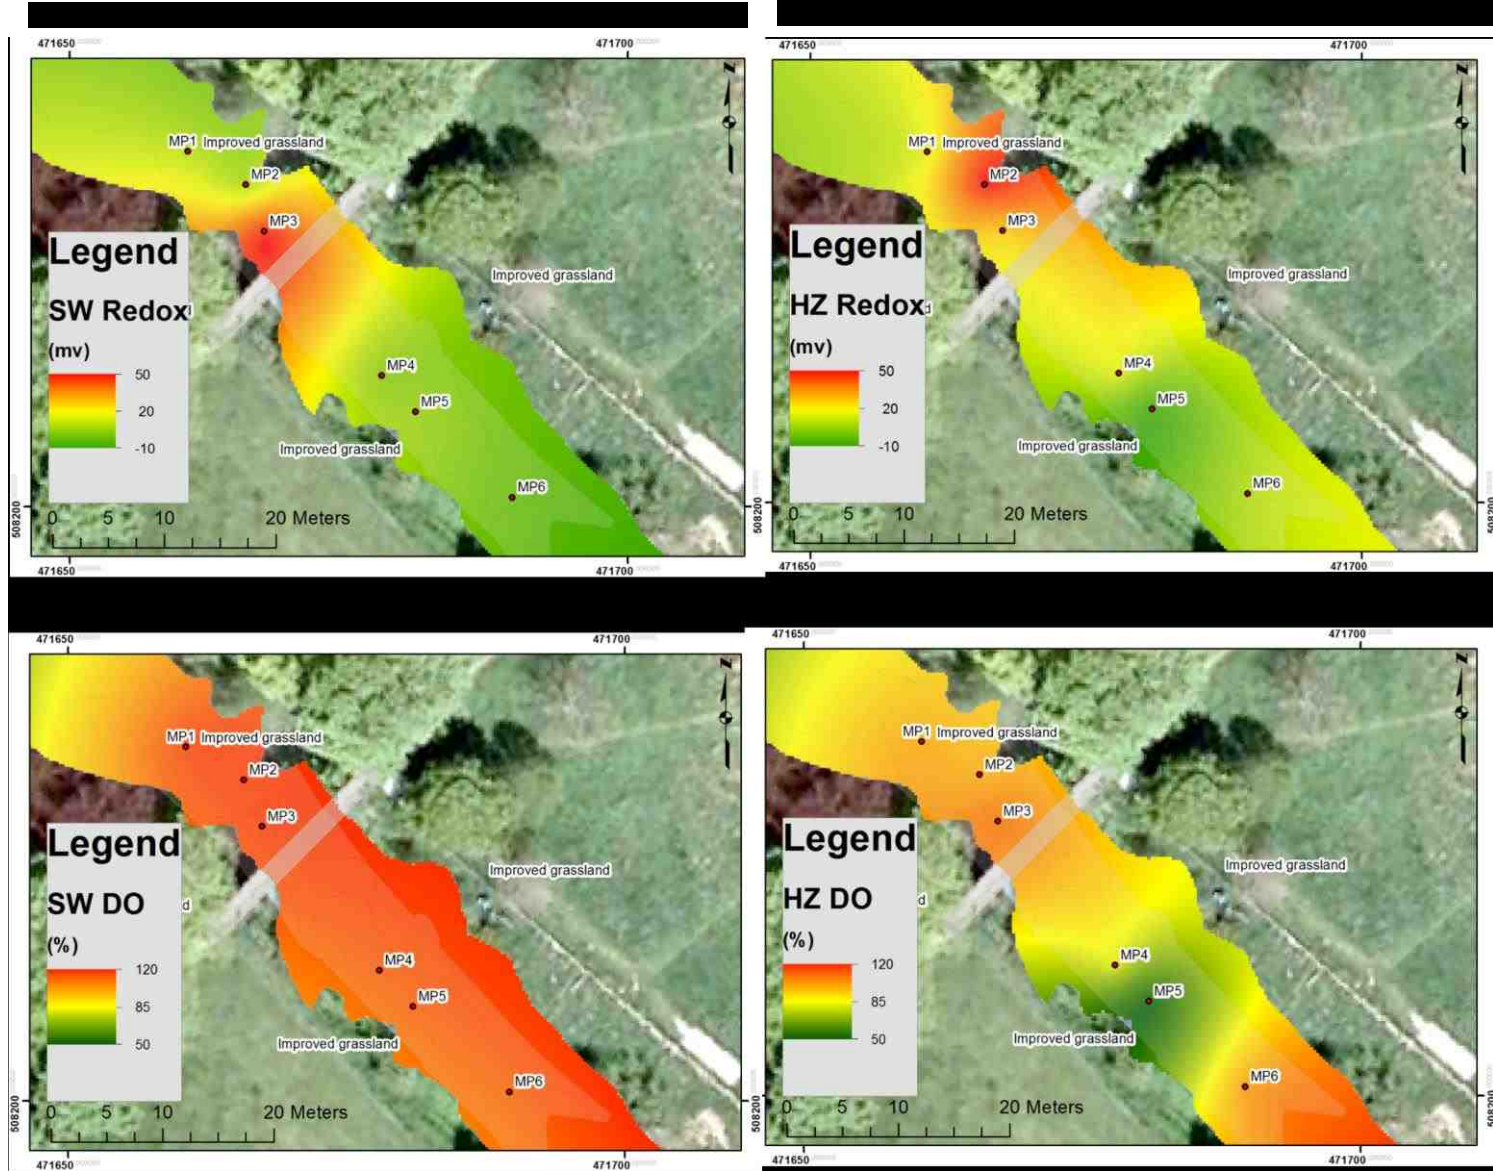 471650
471700
MP1 Improved grassland
MP2
MP3
Improved grassland
MP4
MP5
Improved grassland
MP6
Legend
SW Redox
(mv)
50
20
-10
0 5 10 20 Meters
508200
471650
471700
471650
471700
MP1 Improved grassland
MP2
MP3
Improved grassland
MP4
MP5
Improved grassland
MP6
Legend
HZ Redox
(mv)
50
20
-10
0 5 10 20 Meters
508200
471650
471700
471650
471700
MP1 Improved grassland
MP2
MP3
Improved grassland
MP4
MP5
Improved grassland
MP6
Legend
SW DO
(%)
120
85
50
d
0 5 10 20 Meters
508200
471650
471700
471650
471700
MP1 Improved grassland
MP2
MP3
Improved grassland
MP4
MP5
Improved grassland
MP6
Legend
HZ DO
(%)
120
85
50
d
0 5 10 20 Meters
508200
471650
471700